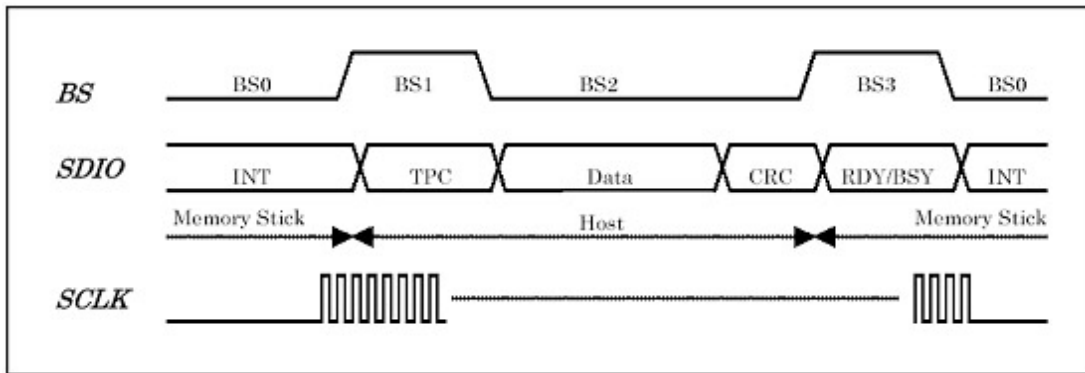 BS BS0 BS1 BS2 BS3 BS0
SDIO INT TPC Data CRC RDY/BSY INT
Memory Stick Host Memory Stick
SCLK